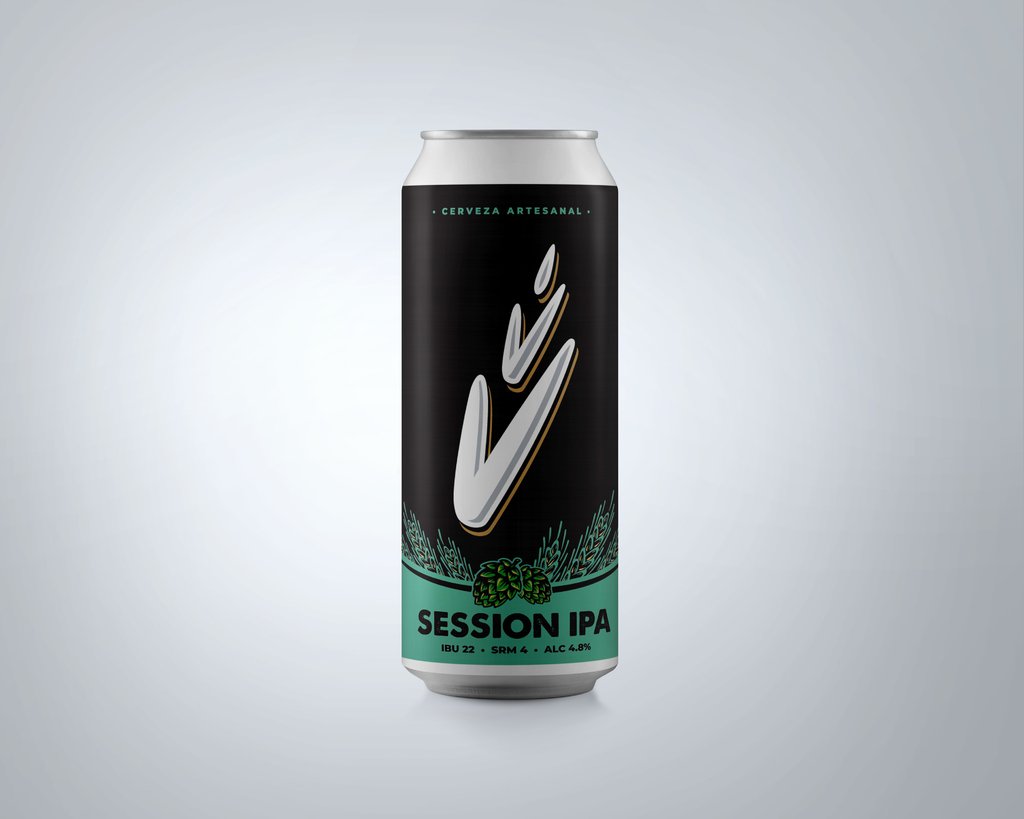 • CERVEZA ARTESANAL •
SESSION IPA
IBU 22 • SRM 4 • ALC 4.8%